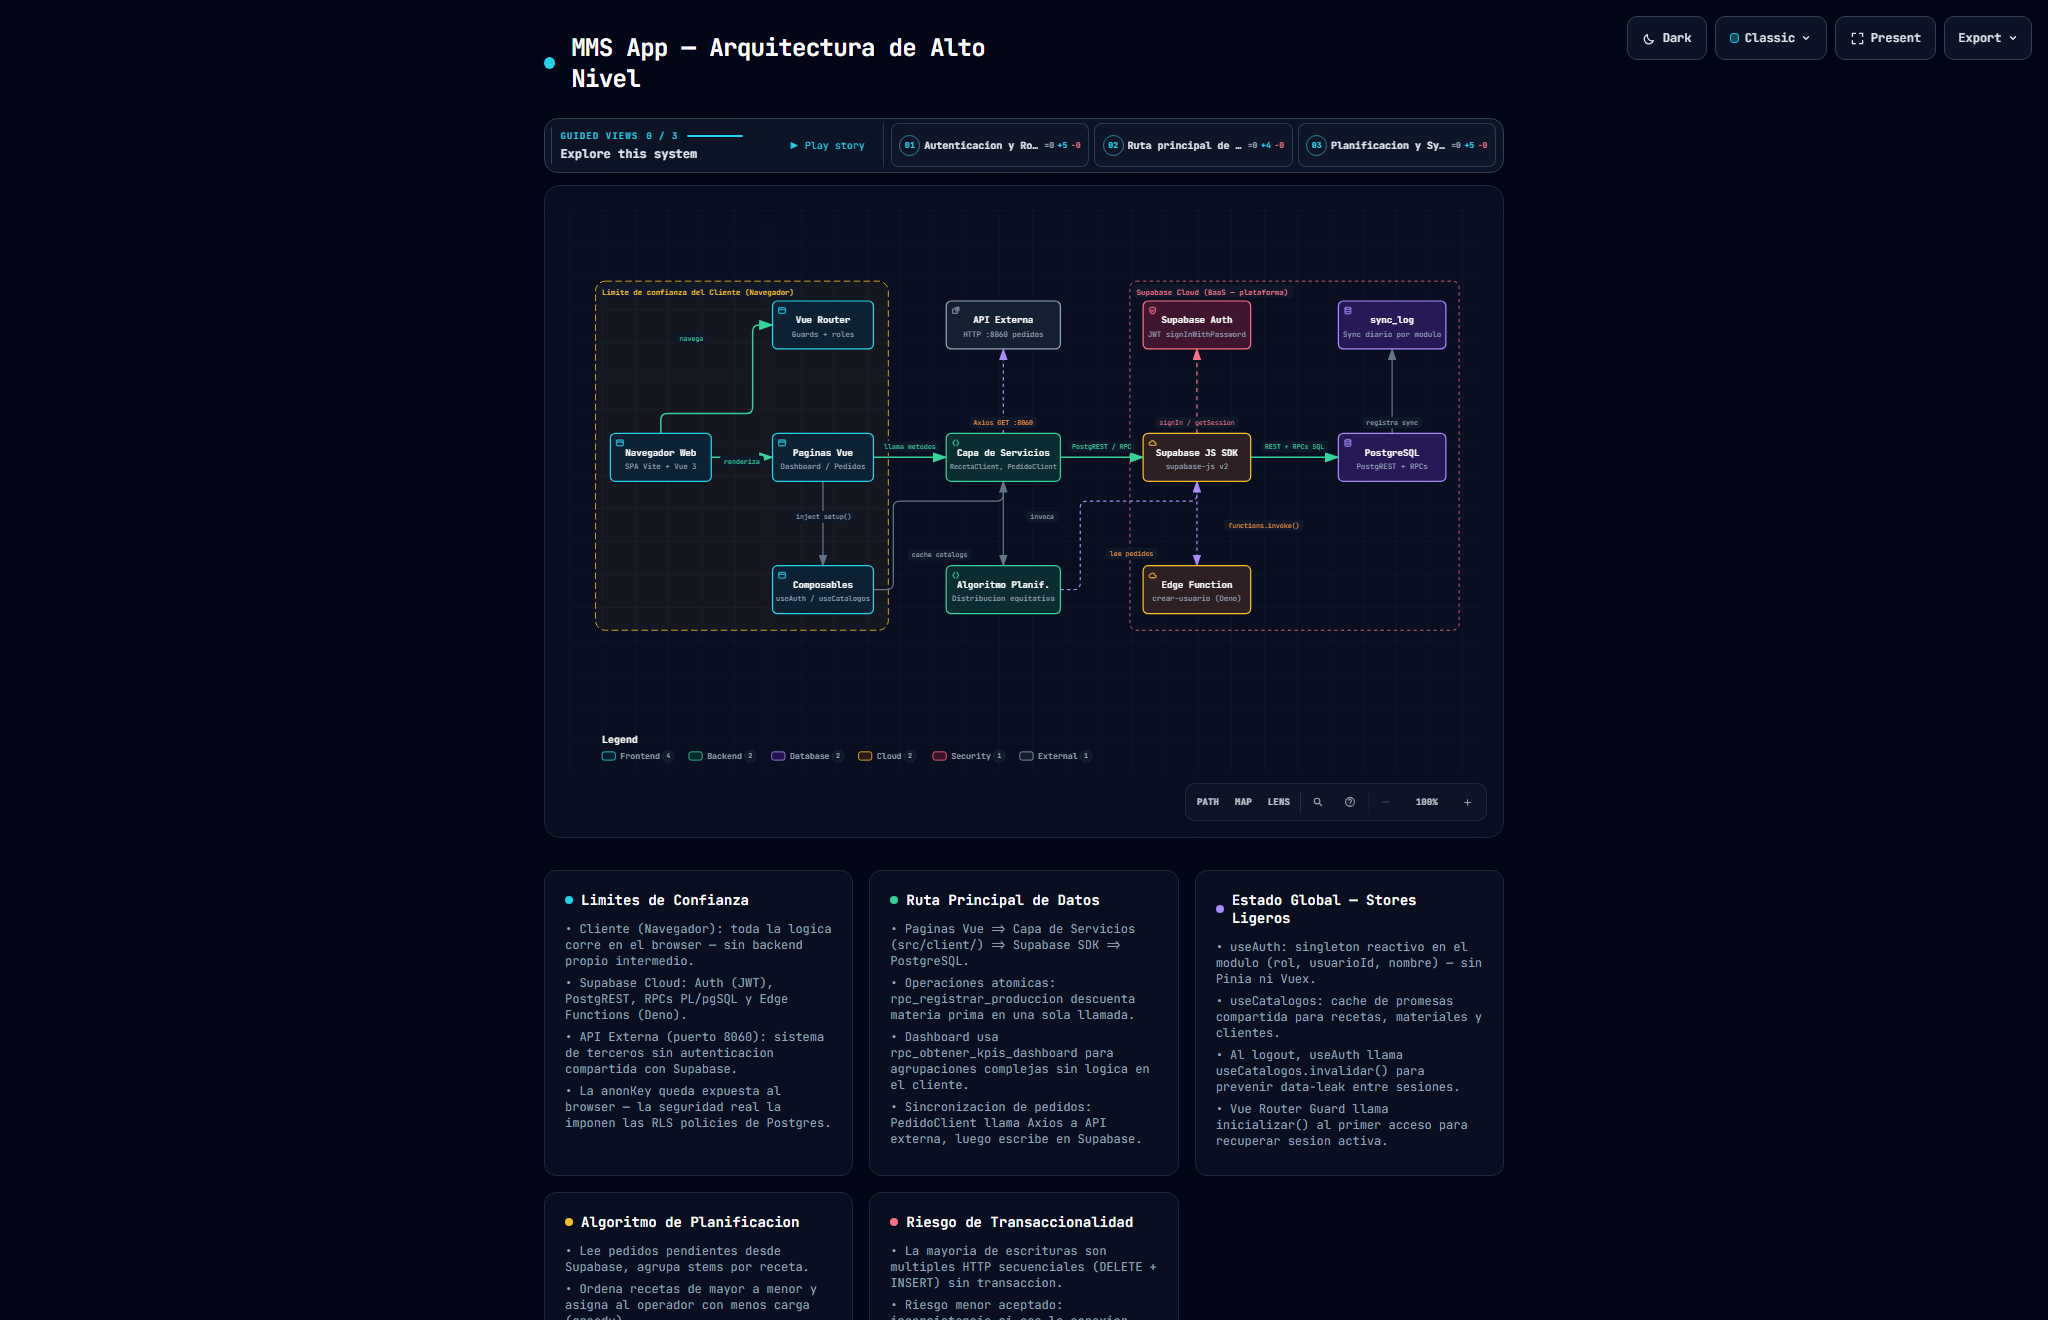 MMS App — Arquitectura de Alto
Nivel
Dark
Classic
Present
Export
GUIDED VIEWS 0 / 3
Explore this system
Play story
01 Autenticacion y Ro… =0 +5 -0
02 Ruta principal de … =0 +4 -0
03 Planificacion y Sy… =0 +5 -0
Limite de confianza del Cliente (Navegador)
Supabase Cloud (BaaS — plataforma)
Vue Router
Guards + roles
API Externa
HTTP :8060 pedidos
Supabase Auth
JWT signInWithPassword
sync_log
Sync diario por modulo
navega
Axios GET :8060
signIn / getSession
registra sync
Navegador Web
SPA Vite + Vue 3
renderiza
Paginas Vue
Dashboard / Pedidos
llama metodos
Capa de Servicios
RecetaClient, PedidoClient
PostgREST / RPC
Supabase JS SDK
supabase-js v2
REST + RPCs SQL
PostgreSQL
PostgREST + RPCs
inject setup()
invoca
functions.invoke()
cache catalogs
lee pedidos
Composables
useAuth / useCatalogos
Algoritmo Planif.
Distribucion equitativa
Edge Function
crear-usuario (Deno)
Legend
Frontend 4
Backend 2
Database 2
Cloud 2
Security 1
External 1
PATH
MAP
LENS
100%
Limites de Confianza
• Cliente (Navegador): toda la logica
corre en el browser — sin backend
propio intermedio.
• Supabase Cloud: Auth (JWT),
PostgREST, RPCs PL/pgSQL y Edge
Functions (Deno).
• API Externa (puerto 8060): sistema
de terceros sin autenticacion
compartida con Supabase.
• La anonKey queda expuesta al
browser — la seguridad real la
imponen las RLS policies de Postgres.
Ruta Principal de Datos
• Paginas Vue => Capa de Servicios
(src/client/) => Supabase SDK =>
PostgreSQL.
• Operaciones atomicas:
rpc_registrar_produccion descuenta
materia prima en una sola llamada.
• Dashboard usa
rpc_obtener_kpis_dashboard para
agrupaciones complejas sin logica en
el cliente.
• Sincronizacion de pedidos:
PedidoClient llama Axios a API
externa, luego escribe en Supabase.
Estado Global — Stores
Ligeros
• useAuth: singleton reactivo en el
modulo (rol, usuarioId, nombre) — sin
Pinia ni Vuex.
• useCatalogos: cache de promesas
compartida para recetas, materiales y
clientes.
• Al logout, useAuth llama
useCatalogos.invalidar() para
prevenir data-leak entre sesiones.
• Vue Router Guard llama
inicializar() al primer acceso para
recuperar sesion activa.
Algoritmo de Planificacion
• Lee pedidos pendientes desde
Supabase, agrupa stems por receta.
• Ordena recetas de mayor a menor y
asigna al operador con menos carga
Riesgo de Transaccionalidad
• La mayoria de escrituras son
multiples HTTP secuenciales (DELETE +
INSERT) sin transaccion.
• Riesgo menor aceptado: